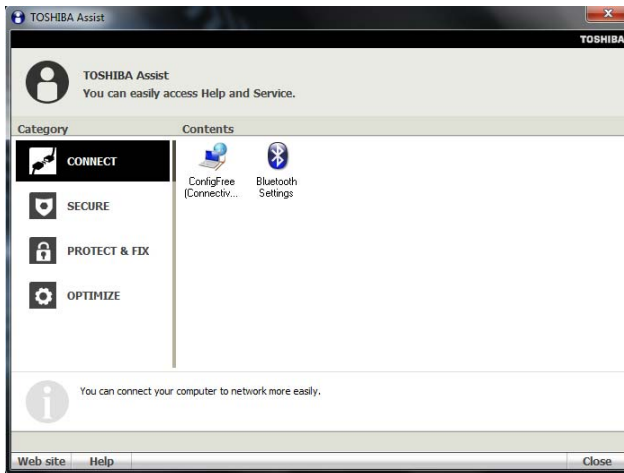 TOSHIBA Assist
TOSHIBA
TOSHIBA Assist
You can easily access Help and Service.
Category
Contents
CONNECT
SECURE
PROTECT & FIX
OPTIMIZE
ConfigFree
(Connectiv...
Bluetooth
Settings
You can connect your computer to network more easily.
Web site
Help
Close